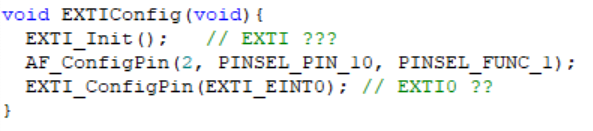 void EXTIConfig(void){
EXTI_Init(); // EXTI ???
AF_ConfigPin(2, PINSEL_PIN_10, PINSEL_FUNC_1);
EXTI_ConfigPin(EXTI_EINT0); // EXTI0 ??
}